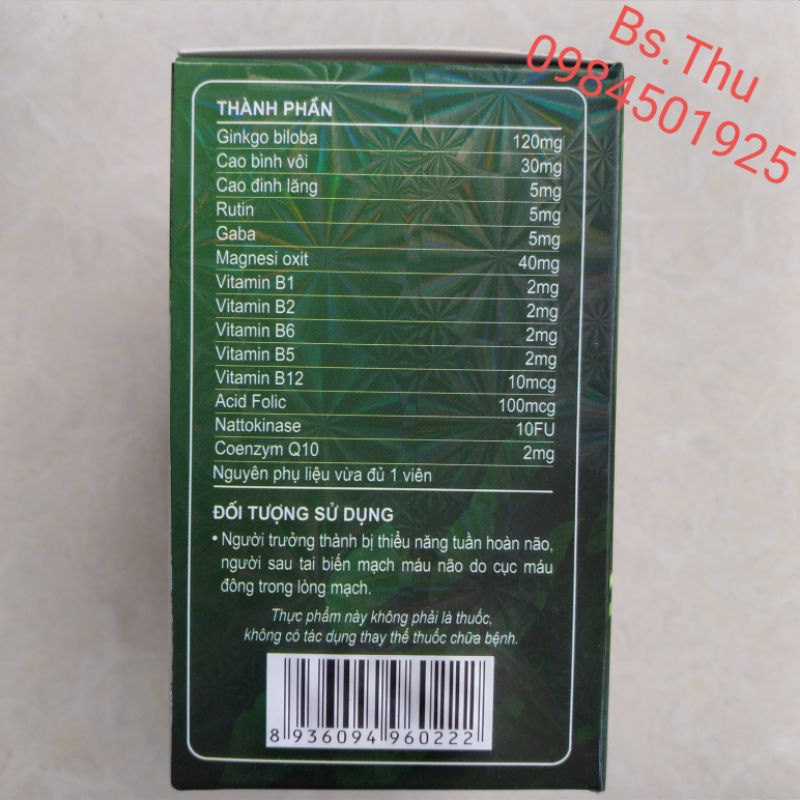 Bs.Thu
0984501925
THÀNH PHẦN
Ginkgo biloba 120mg
Cao bình vôi 30mg
Cao đinh lăng 5mg
Rutin 5mg
Gaba 5mg
Magnesi oxit 40mg
Vitamin B1 2mg
Vitamin B2 2mg
Vitamin B6 2mg
Vitamin B5 2mg
Vitamin B12 10mcg
Acid Folic 100mcg
Nattokinase 10FU
Coenzym Q10 2mg
Nguyên phụ liệu vừa đủ 1 viên
ĐỐI TƯỢNG SỬ DỤNG
• Người trưởng thành bị thiểu năng tuần hoàn não,
người sau tai biến mạch máu não do cục máu
đông trong lòng mạch.
Thực phẩm này không phải là thuốc,
không có tác dụng thay thế thuốc chữa bệnh.
8 936094 960222